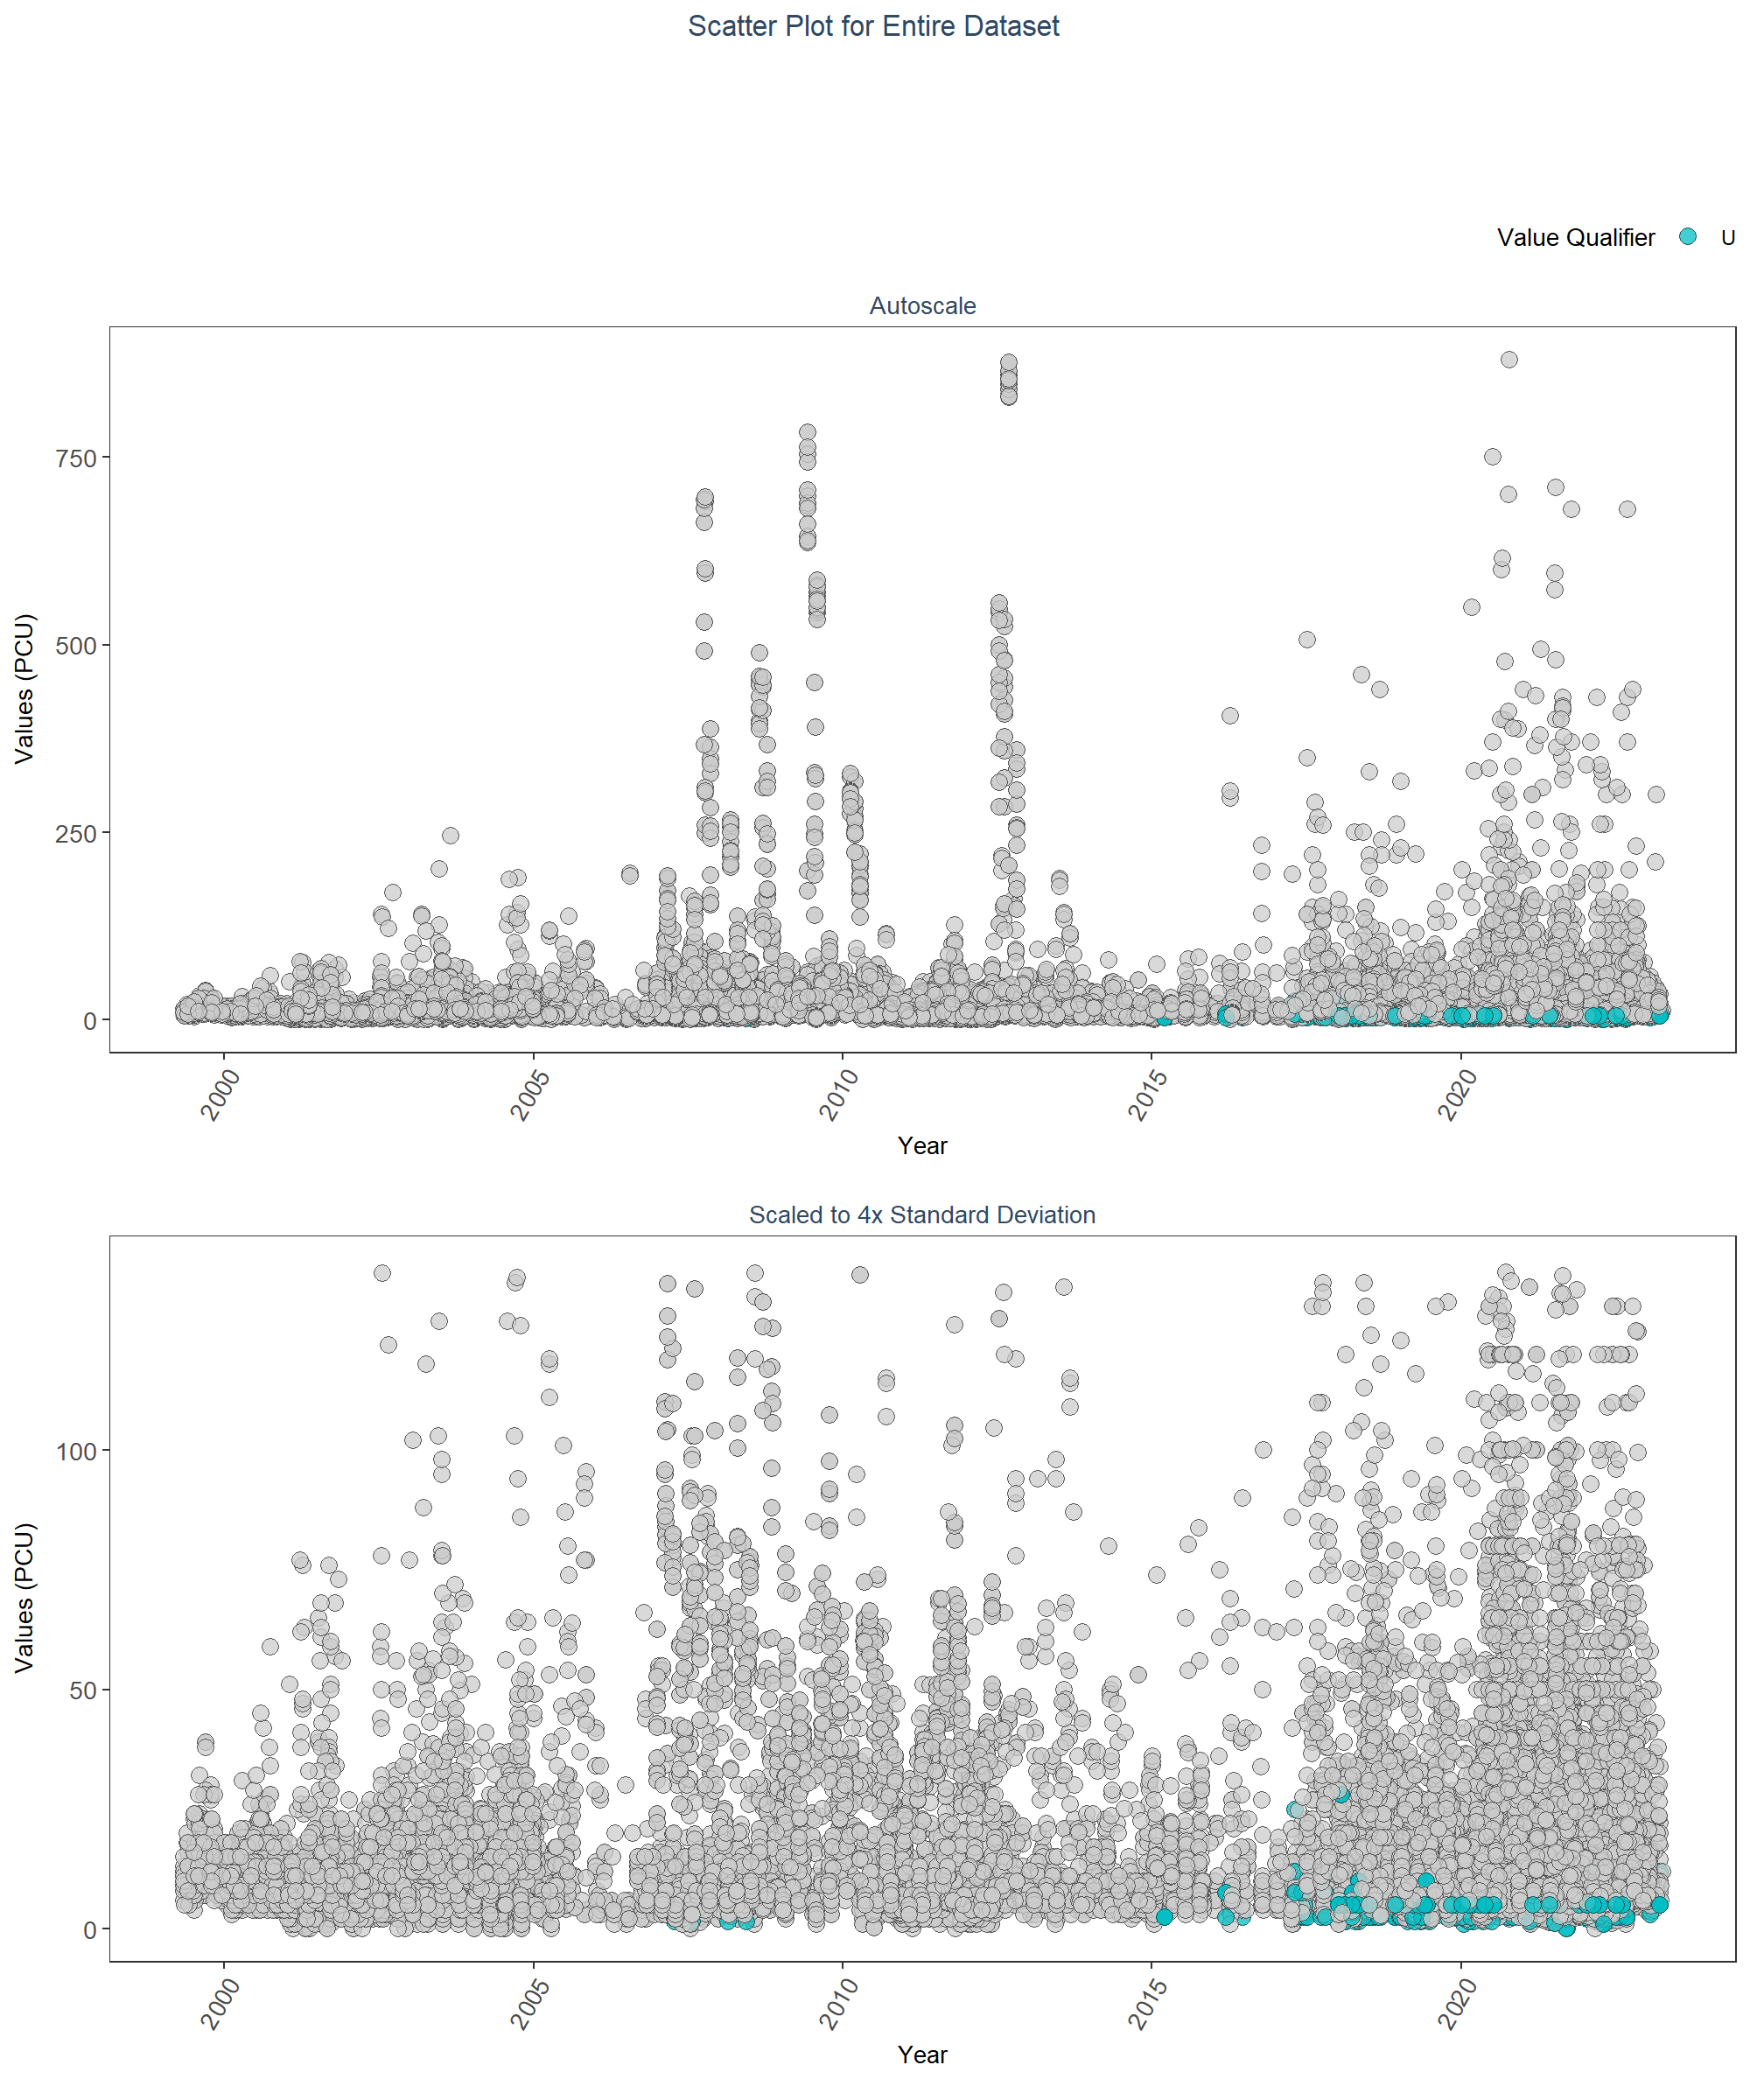 Scatter Plot for Entire Dataset
Value Qualifier U
Autoscale
Values (PCU)
750
500
250
0
2000 2005 2010 2015 2020
Year
Scaled to 4x Standard Deviation
Values (PCU)
100
50
0
2000 2005 2010 2015 2020
Year